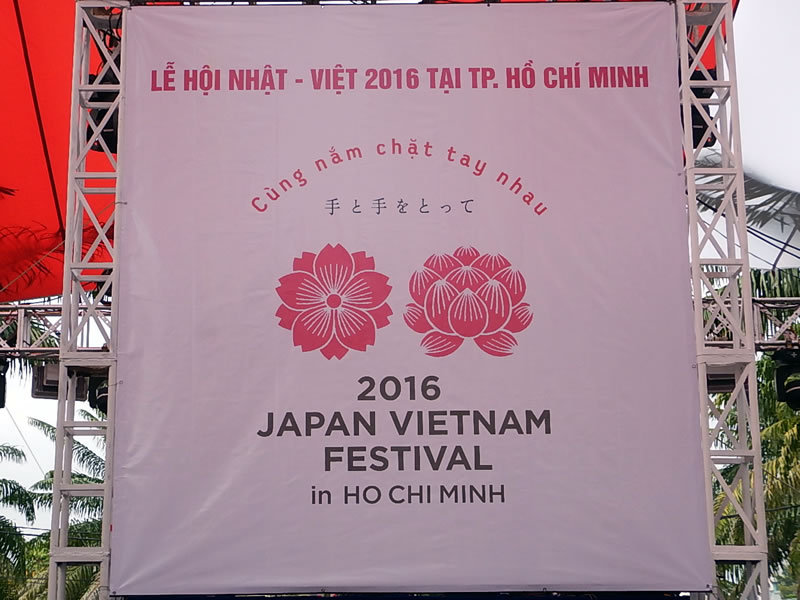 LỄ HỘI NHẬT - VIỆT 2016 TẠI TP. HỒ CHÍ MINH
Cùng nắm chặt tay nhau
手と手をとって
2016
JAPAN VIETNAM
FESTIVAL
in HO CHI MINH